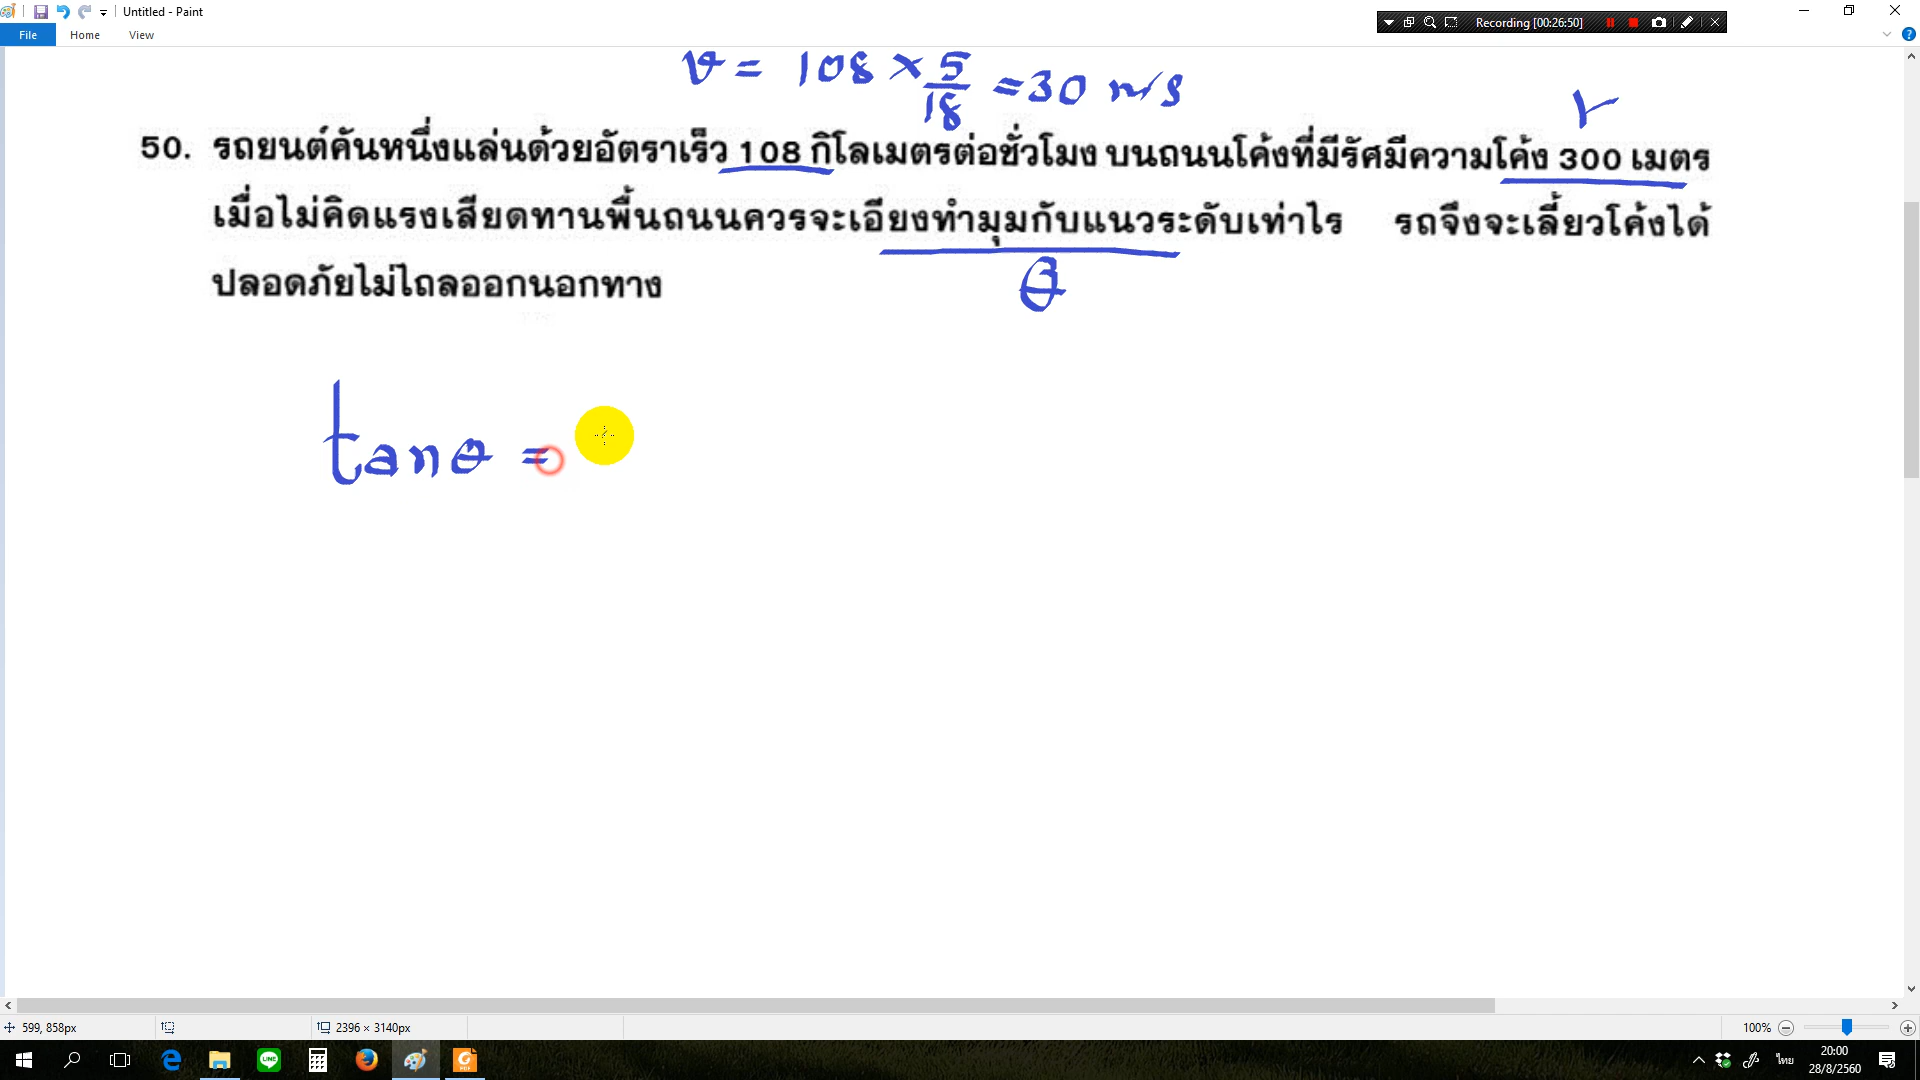 Untitled - Paint
Recording [00:26:50]
File Home View
v = 108 × 5/18 = 30 m/s
r
50. รถยนต์คันหนึ่งแล่นด้วยอัตราเร็ว 108 กิโลเมตรต่อชั่วโมง บนถนนโค้งที่มีรัศมีความโค้ง 300 เมตร
เมื่อไม่คิดแรงเสียดทานพื้นถนนควรจะเอียงทำมุมกับแนวระดับเท่าไร รถจึงจะเลี้ยวโค้งได้
ปลอดภัยไม่ไถลออกนอกทาง
θ
tanθ =
599, 858px
2396 × 3140px
100%
LINE
PDF
ไทย
20:00
28/8/2560